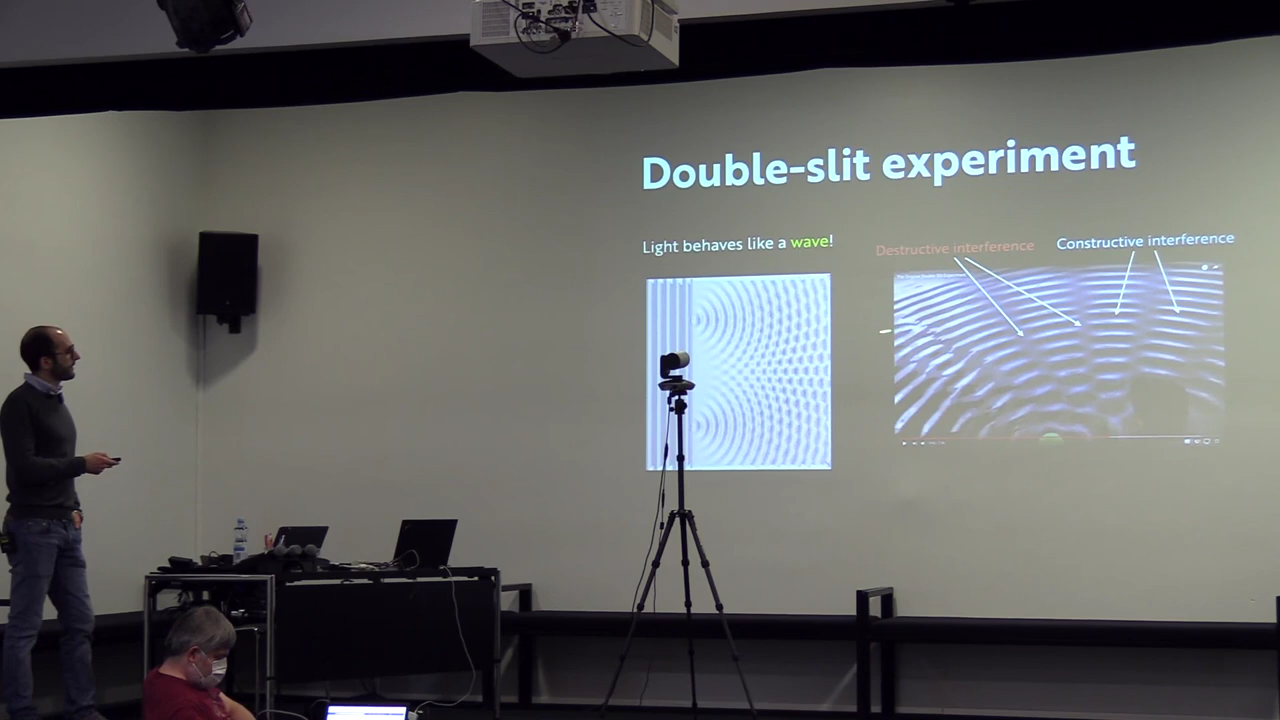 Double-slit experiment
Light behaves like a wave!
Destructive interference
Constructive interference